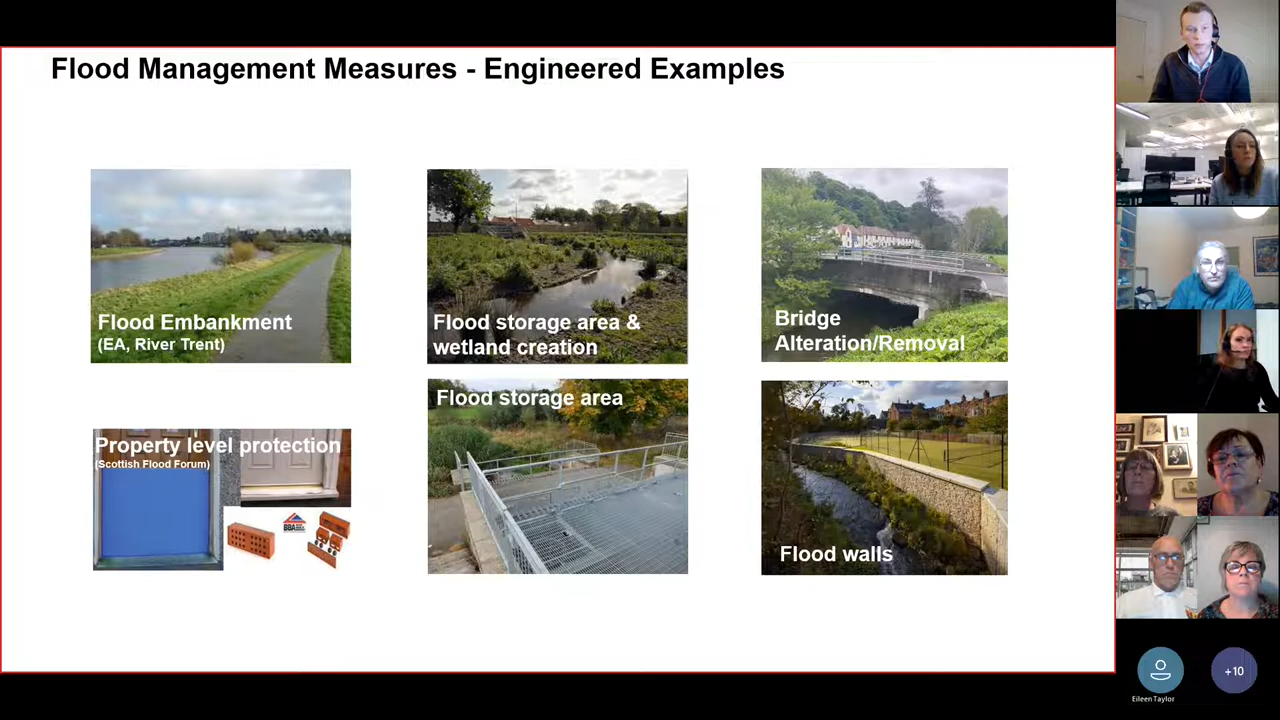 Flood Management Measures - Engineered Examples
Flood Embankment
(EA, River Trent)
Flood storage area &
wetland creation
Bridge
Alteration/Removal
Property level protection
(Scottish Flood Forum)
BBA
Flood storage area
Flood walls
Eileen Taylor
+10